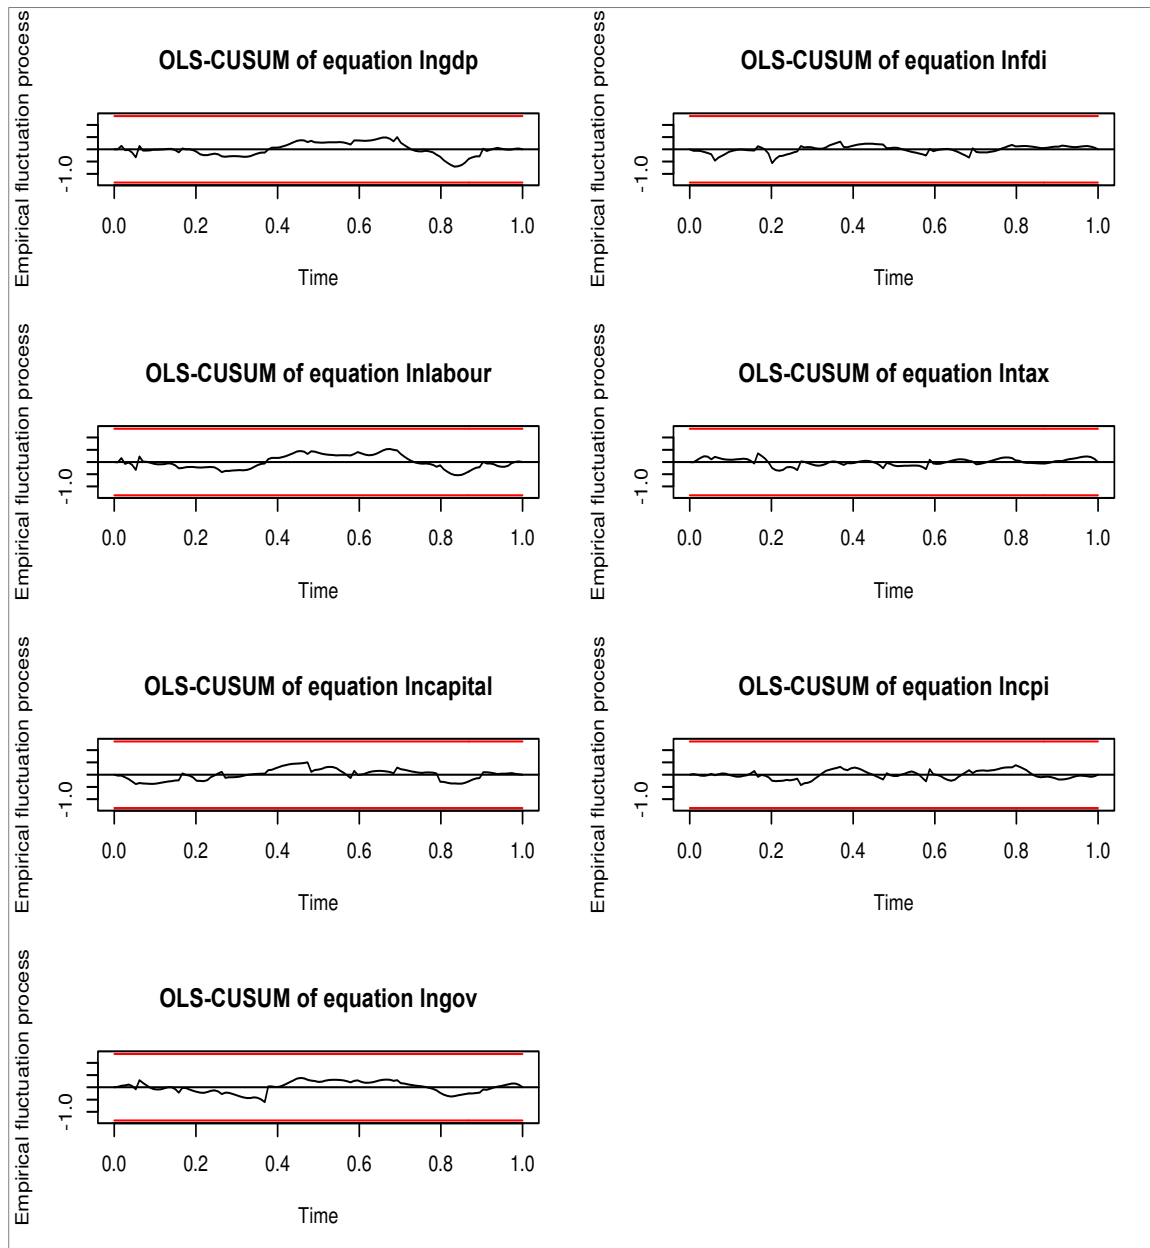 OLS-CUSUM of equation lngdp
Empirical fluctuation process
-1.0
0.0 0.2 0.4 0.6 0.8 1.0
Time
OLS-CUSUM of equation lnfdi
Empirical fluctuation process
-1.0
0.0 0.2 0.4 0.6 0.8 1.0
Time
OLS-CUSUM of equation lnlabour
Empirical fluctuation process
-1.0
0.0 0.2 0.4 0.6 0.8 1.0
Time
OLS-CUSUM of equation lntax
Empirical fluctuation process
-1.0
0.0 0.2 0.4 0.6 0.8 1.0
Time
OLS-CUSUM of equation lncapital
Empirical fluctuation process
-1.0
0.0 0.2 0.4 0.6 0.8 1.0
Time
OLS-CUSUM of equation lncpi
Empirical fluctuation process
-1.0
0.0 0.2 0.4 0.6 0.8 1.0
Time
OLS-CUSUM of equation lngov
Empirical fluctuation process
-1.0
0.0 0.2 0.4 0.6 0.8 1.0
Time